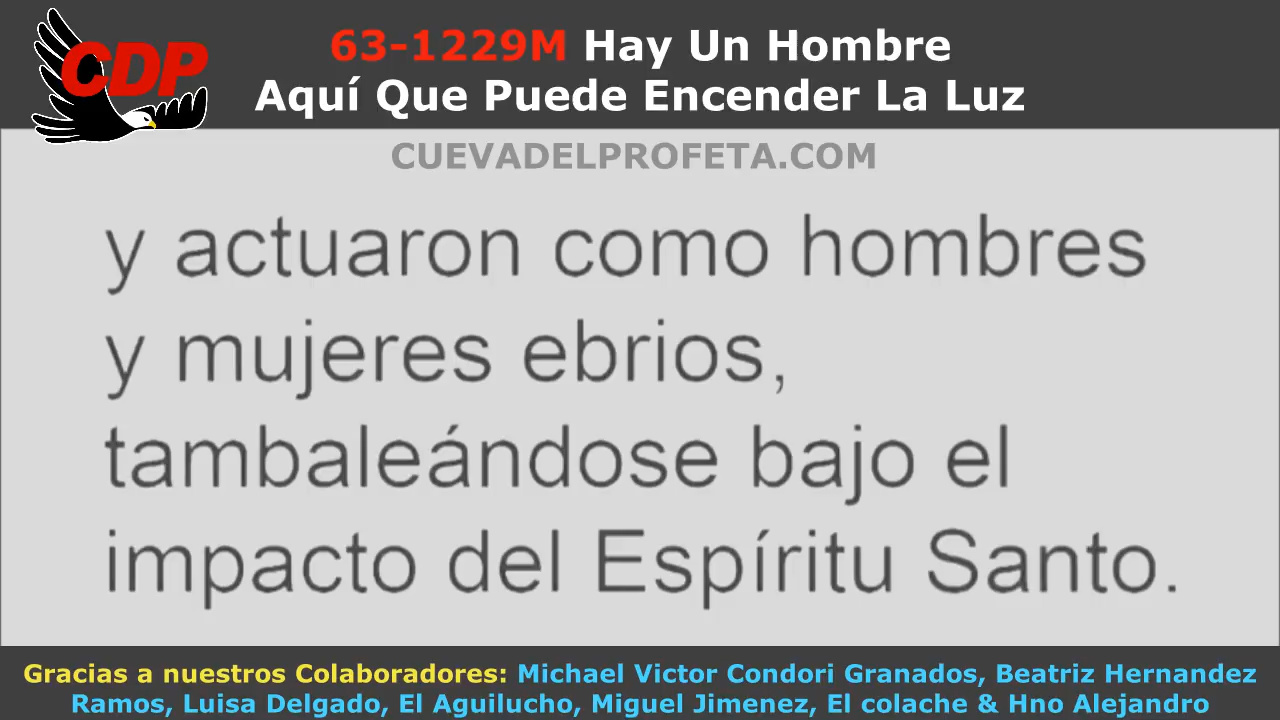 CDP
63-1229M Hay Un Hombre
Aquí Que Puede Encender La Luz
CUEVADELPROFETA.COM
y actuaron como hombres
y mujeres ebrios,
tambaleándose bajo el
impacto del Espíritu Santo.
Gracias a nuestros Colaboradores: Michael Victor Condori Granados, Beatriz Hernandez
Ramos, Luisa Delgado, El Aguilucho, Miguel Jimenez, El colache & Hno Alejandro